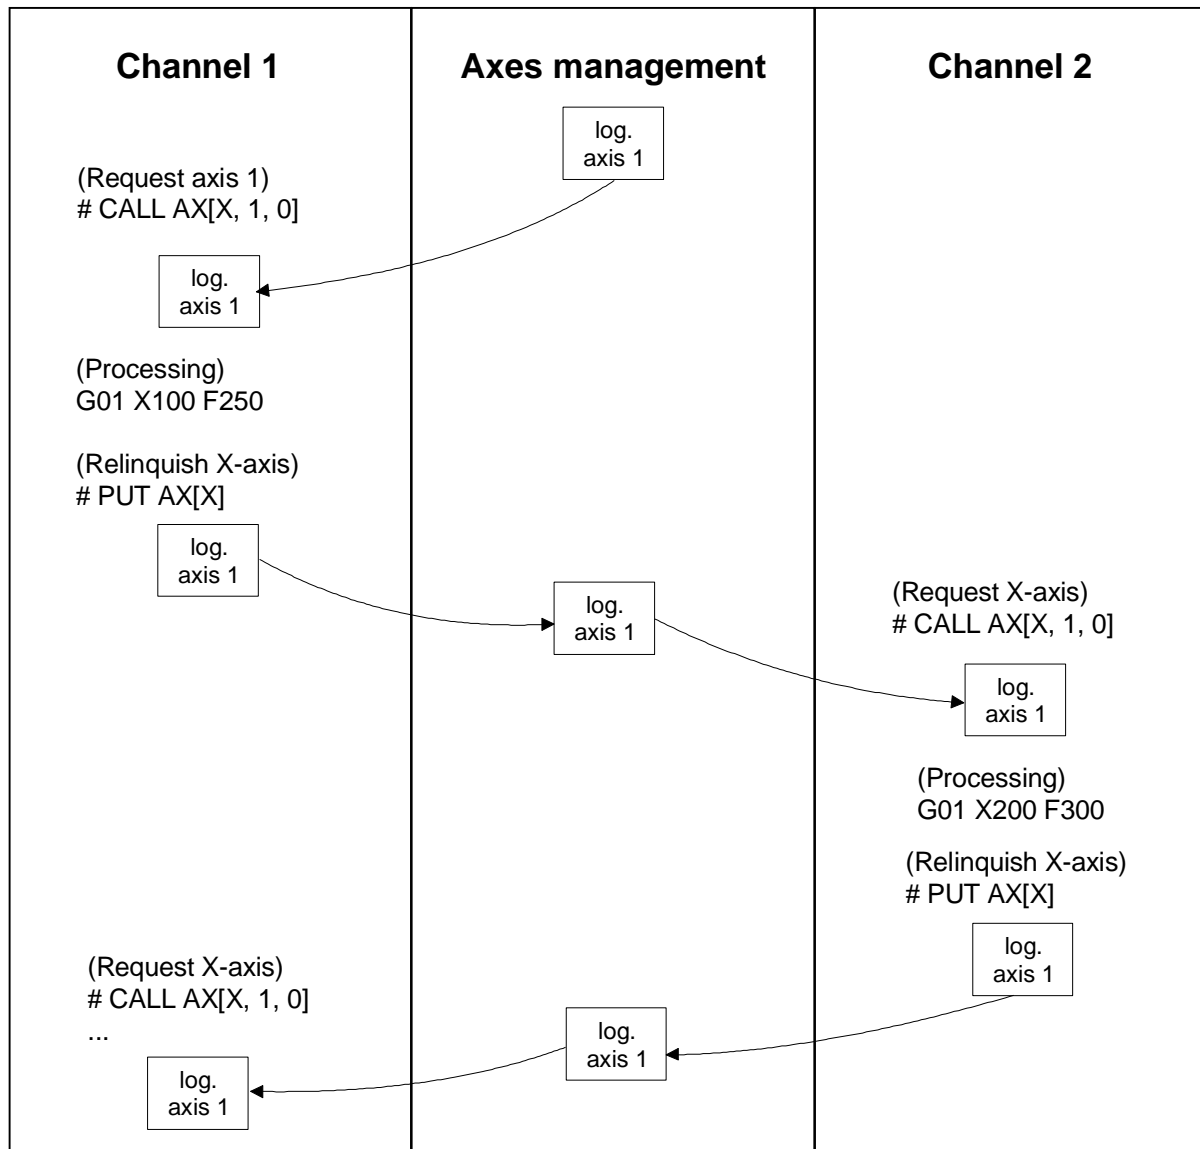 Channel 1
Axes management
Channel 2
log.
axis 1
(Request axis 1)
# CALL AX[X, 1, 0]
log.
axis 1
(Processing)
G01 X100 F250
(Relinquish X-axis)
# PUT AX[X]
log.
axis 1
log.
axis 1
(Request X-axis)
# CALL AX[X, 1, 0]
log.
axis 1
(Processing)
G01 X200 F300
(Relinquish X-axis)
# PUT AX[X]
log.
axis 1
(Request X-axis)
# CALL AX[X, 1, 0]
...
log.
axis 1
log.
axis 1